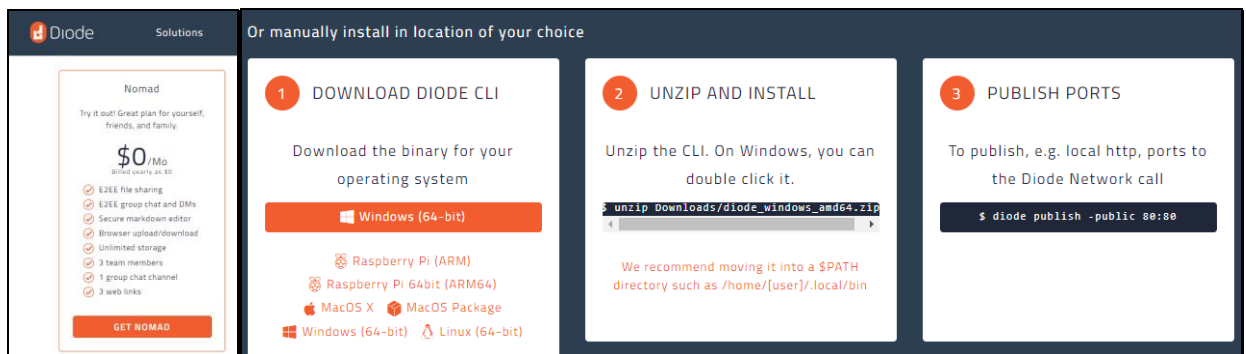 Diode
Solutions
Nomad
Try it out! Great plan for yourself,
friends, and family.
$0/Mo
Billed yearly as $0
E2EE file sharing
E2EE group chat and DMs
Secure markdown editor
Browser upload/download
Unlimited storage
3 team members
1 group chat channel
3 web links
GET NOMAD
Or manually install in location of your choice
1 DOWNLOAD DIODE CLI
Download the binary for your
operating system
Windows (64-bit)
Raspberry Pi (ARM)
Raspberry Pi 64bit (ARM64)
MacOS X MacOS Package
Windows (64-bit) Linux (64-bit)
2 UNZIP AND INSTALL
Unzip the CLI. On Windows, you can
double click it.
$ unzip Downloads/diode_windows_amd64.zip
We recommend moving it into a $PATH
directory such as /home/[user]/.local/bin
3 PUBLISH PORTS
To publish, e.g. local http, ports to
the Diode Network call
$ diode publish -public 80:80